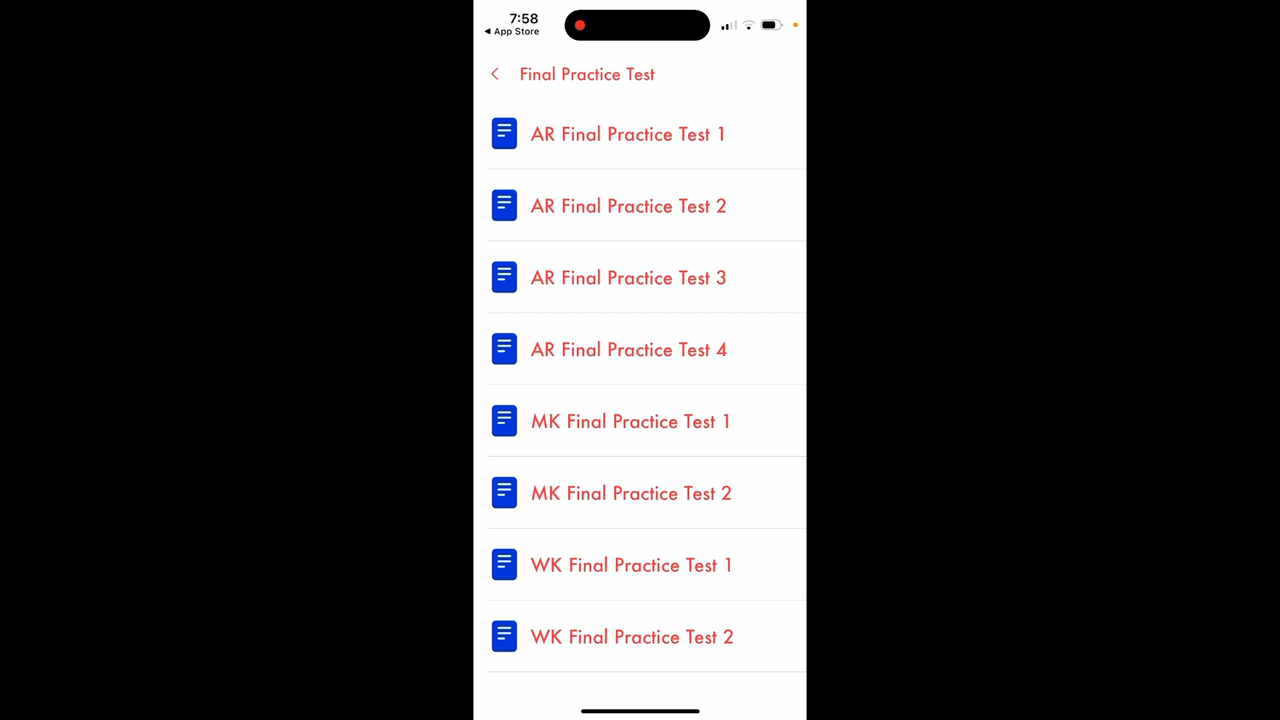 7:58
◀ App Store
Final Practice Test
AR Final Practice Test 1
AR Final Practice Test 2
AR Final Practice Test 3
AR Final Practice Test 4
MK Final Practice Test 1
MK Final Practice Test 2
WK Final Practice Test 1
WK Final Practice Test 2